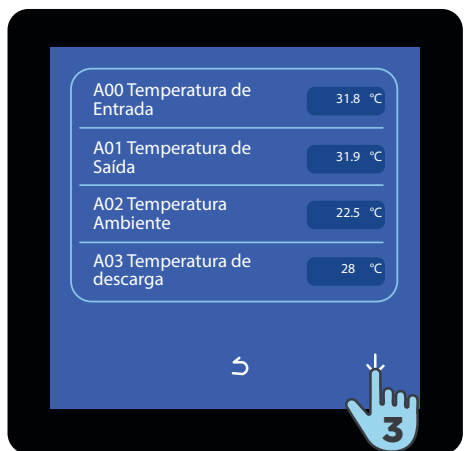 A00 Temperatura de
Entrada
31.8 °C
A01 Temperatura de
Saída
31.9 °C
A02 Temperatura
Ambiente
22.5 °C
A03 Temperatura de
descarga
28 °C
3